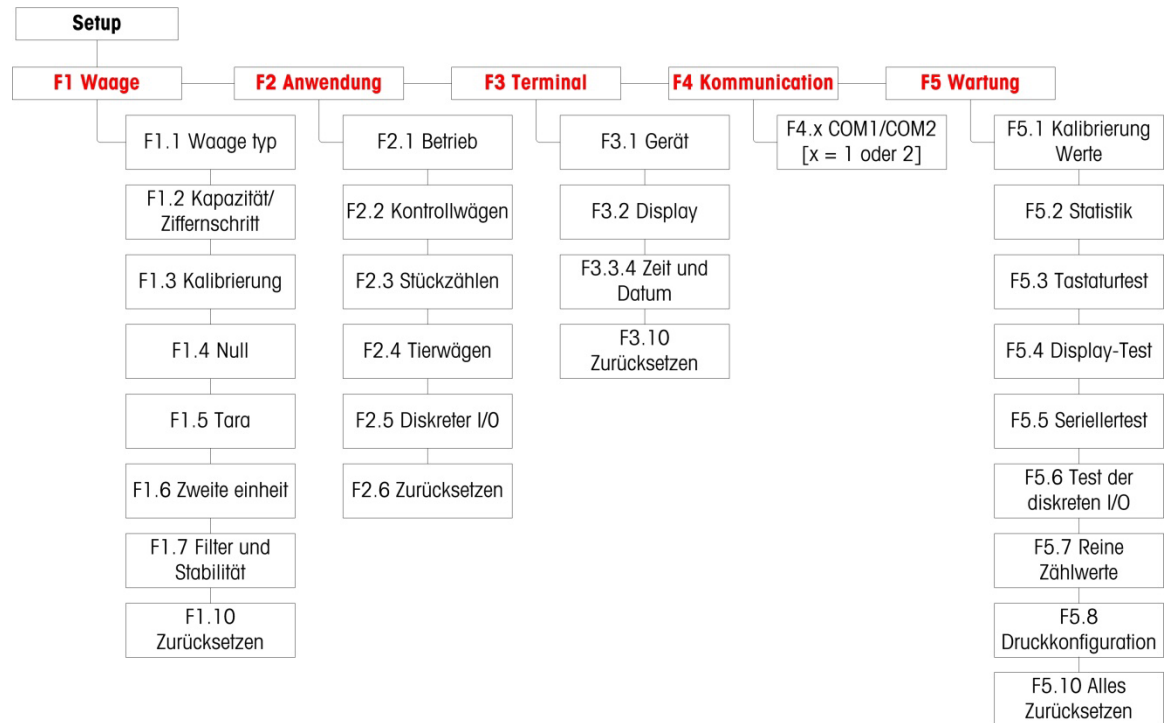 Setup
F1 Waage
F2 Anwendung
F3 Terminal
F4 Kommunication
F5 Wartung
F1.1 Waage typ
F1.2 Kapazität/
Ziffernschritt
F1.3 Kalibrierung
F1.4 Null
F1.5 Tara
F1.6 Zweite einheit
F1.7 Filter und
Stabilität
F1.10
Zurücksetzen
F2.1 Betrieb
F2.2 Kontrollwägen
F2.3 Stückzählen
F2.4 Tierwägen
F2.5 Diskreter I/O
F2.6 Zurücksetzen
F3.1 Gerät
F3.2 Display
F3.3.4 Zeit und
Datum
F3.10
Zurücksetzen
F4.x COM1/COM2
[x = 1 oder 2]
F5.1 Kalibrierung
Werte
F5.2 Statistik
F5.3 Tastaturtest
F5.4 Display-Test
F5.5 Seriellertest
F5.6 Test der
diskreten I/O
F5.7 Reine
Zählwerte
F5.8
Druckkonfiguration
F5.10 Alles
Zurücksetzen